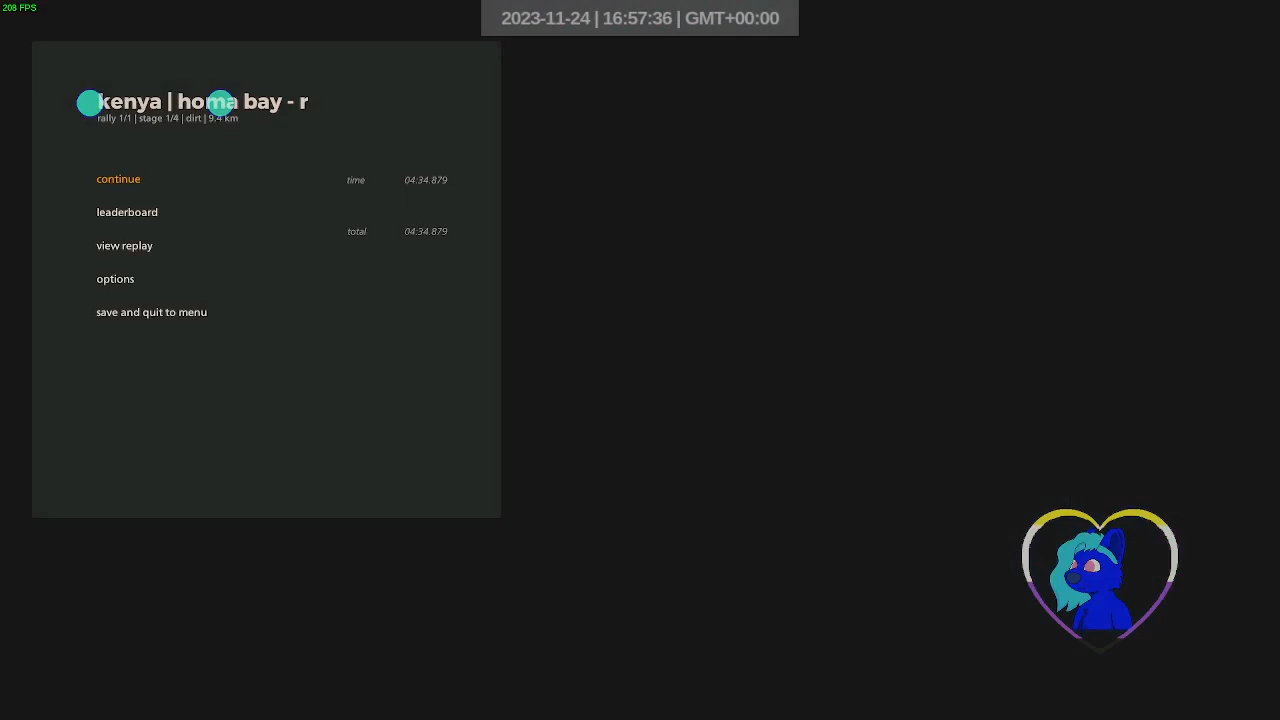 208 FPS
2023-11-24 | 16:57:36 | GMT+00:00
kenya | homa bay - r
rally 1/1 | stage 1/4 | dirt | 9.4 km
continue
time 04:34.879
leaderboard
total 04:34.879
view replay
options
save and quit to menu